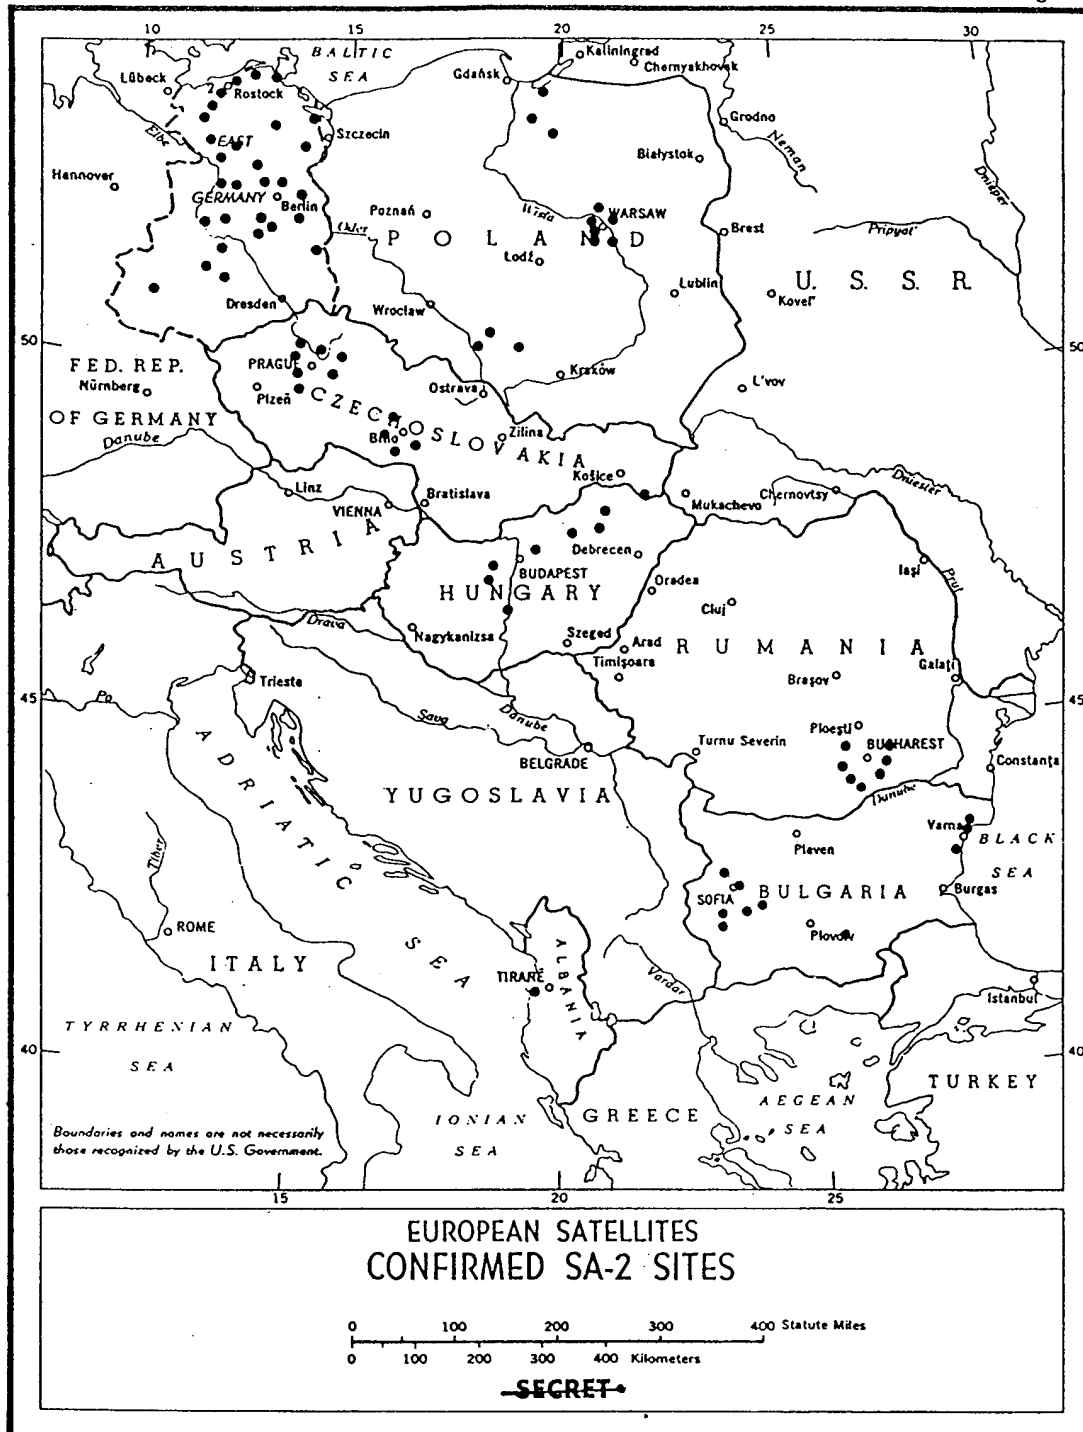 10 15 20 25 30
BALTIC
SEA
Kaliningrad
Chernyakhovsk
Gdańsk
Lübeck
Rostock
Grodno
Elbe
EAST
Szczecin
Neman
Białystok
Dnieper
Hannover
GERMANY
Berlin
Poznań
Wisła
WARSAW
Oder
POLAND
Brest
Pripyat'
Łodź
U.S.S.R.
Lublin
Kovel'
Dresden
Wrocław
50 50
FED. REP.
PRAGUE
Nürnberg
Plzeň
Ostrava
Kraków
L'vov
OF GERMANY
CZECHOSLOVAKIA
Danube
Brno
Zilina
Košice
Dniester
Linz
Bratislava
Mukachevo
Chernovtsy
VIENNA
AUSTRIA
Debrecen
BUDAPEST
Iaşi
Prut
Oradea
HUNGARY
Cluj
Drava
Nagykanizsa
Szeged
Arad
RUMANIA
Timişoara
Galaţi
Trieste
Braşov
45 45
Po
Sava
Danube
Ploeşti
Turnu Severin
BUCHAREST
BELGRADE
Constanţa
ADRIATIC SEA
YUGOSLAVIA
Danube
Varna
BLACK
SEA
Tiber
Pleven
SOFIA
BULGARIA
Burgas
ROME
Plovdiv
ITALY
ALBANIA
TIRANË
Vardar
Istanbul
TYRRHENIAN
SEA
40 40
TURKEY
AEGEAN
SEA
IONIAN
SEA
GREECE
Boundaries and names are not necessarily
those recognized by the U.S. Government.
15 20 25
EUROPEAN SATELLITES
CONFIRMED SA-2 SITES
0 100 200 300 400 Statute Miles
0 100 200 300 400 Kilometers
SECRET